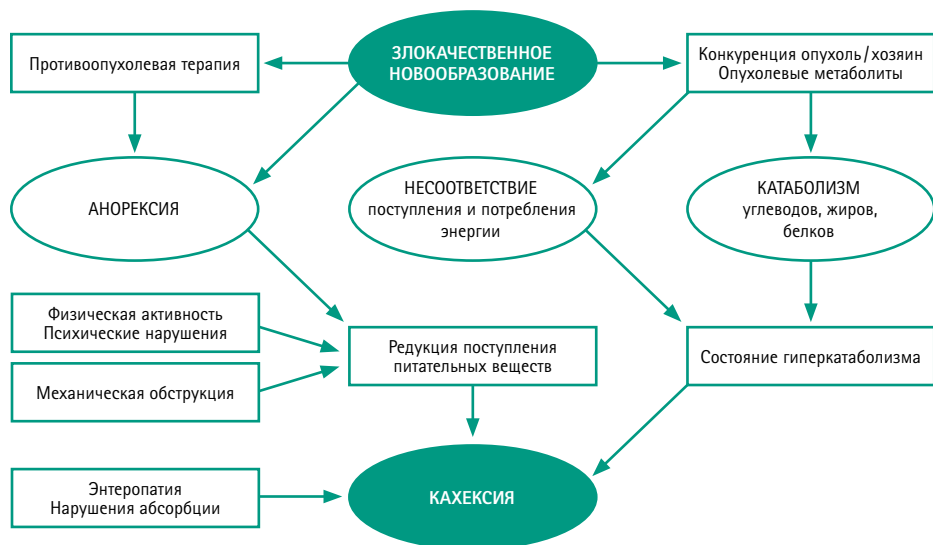 Противоопухолевая терапия
ЗЛОКАЧЕСТВЕННОЕ
НОВООБРАЗОВАНИЕ
Конкуренция опухоль/хозяин
Опухолевые метаболиты
АНОРЕКСИЯ
НЕСООТВЕТСТВИЕ
поступления и потребления
энергии
КАТАБОЛИЗМ
углеводов, жиров,
белков
Физическая активность
Психические нарушения
Механическая обструкция
Редукция поступления
питательных веществ
Состояние гиперкатаболизма
Энтеропатия
Нарушения абсорбции
КАХЕКСИЯ